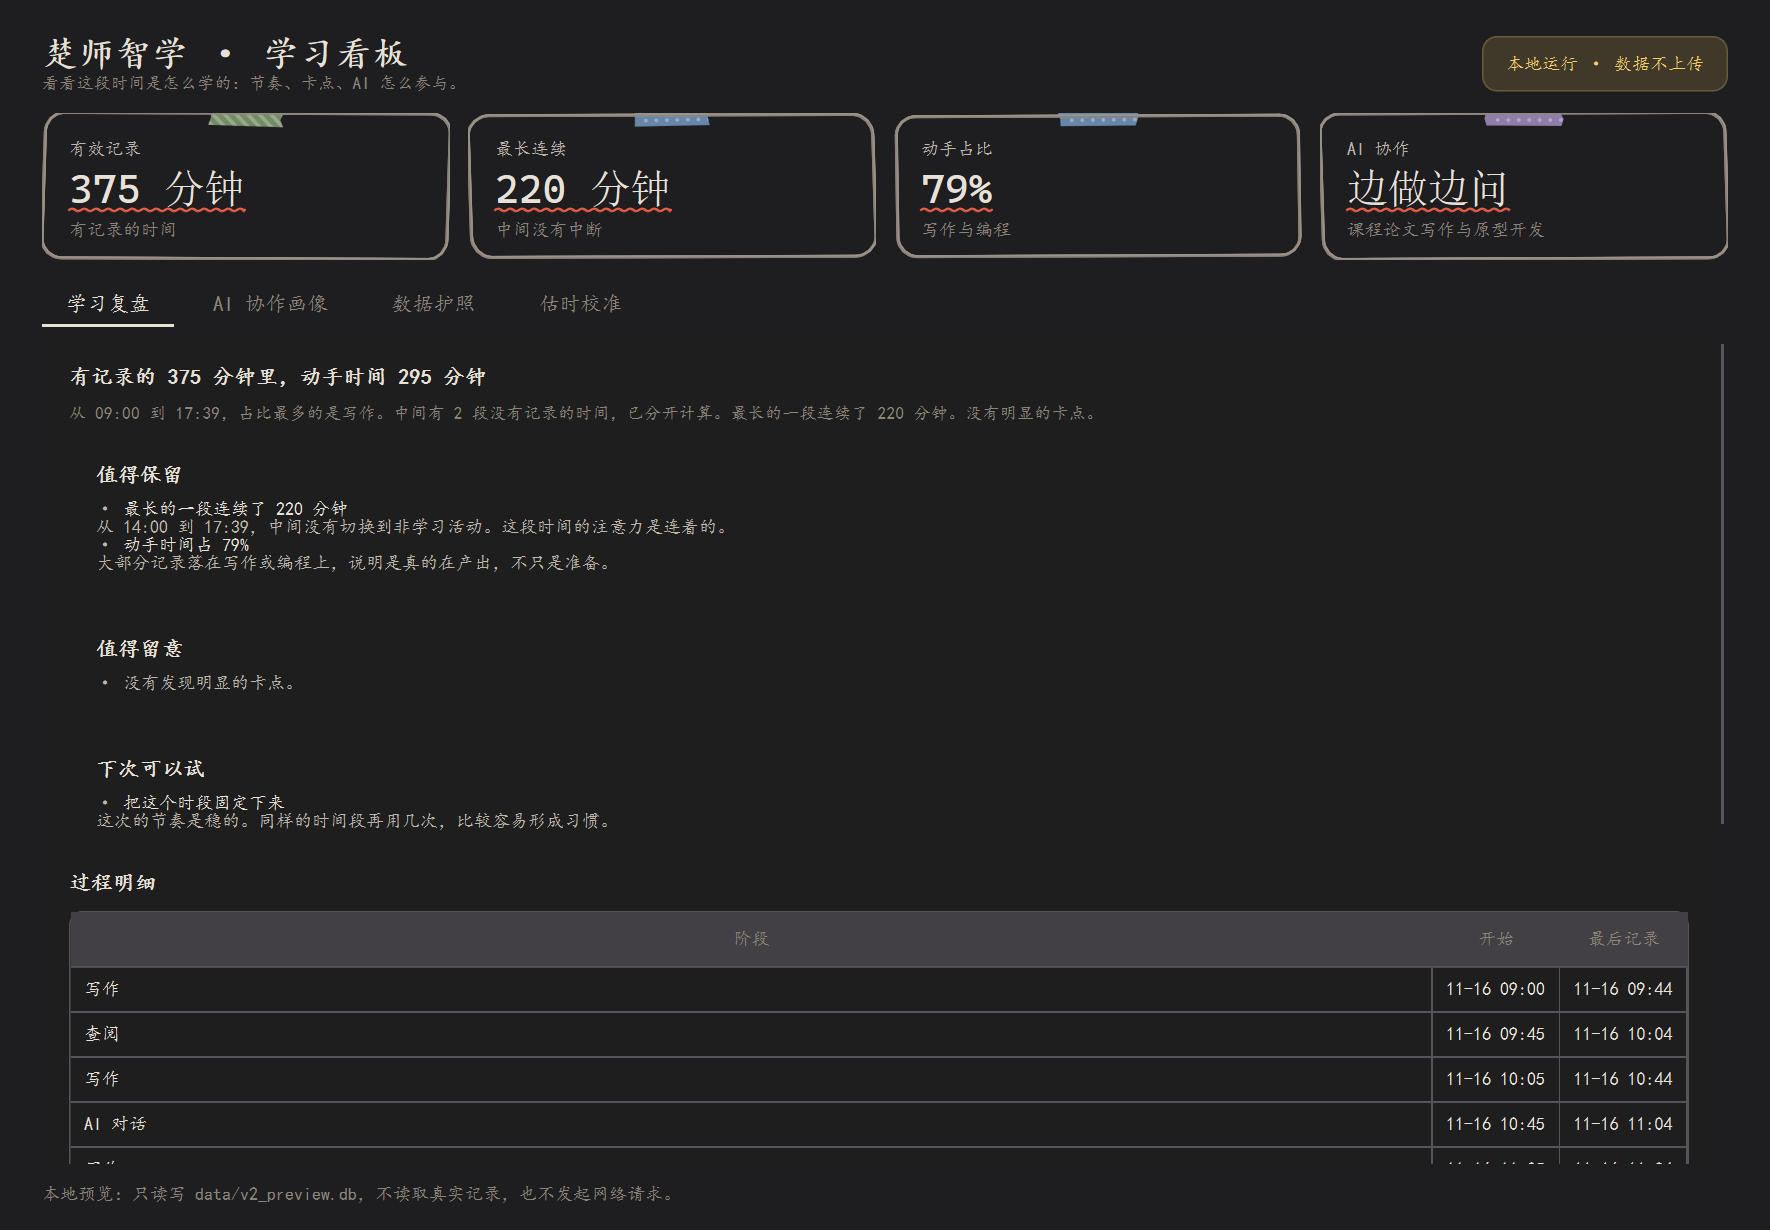 楚师智学 • 学习看板
看看这段时间是怎么学的：节奏、卡点、AI 怎么参与。
本地运行 • 数据不上传
有效记录
375 分钟
有记录的时间
最长连续
220 分钟
中间没有中断
动手占比
79%
写作与编程
AI 协作
边做边问
课程论文写作与原型开发
学习复盘
AI 协作画像
数据护照
估时校准
有记录的 375 分钟里，动手时间 295 分钟
从 09:00 到 17:39，占比最多的是写作。中间有 2 段没有记录的时间，已分开计算。最长的一段连续了 220 分钟。没有明显的卡点。
值得保留
• 最长的一段连续了 220 分钟
从 14:00 到 17:39，中间没有切换到非学习活动。这段时间的注意力是连着的。
• 动手时间占 79%
大部分记录落在写作或编程上，说明是真的在产出，不只是准备。
值得留意
• 没有发现明显的卡点。
下次可以试
• 把这个时段固定下来
这次的节奏是稳的。同样的时间段再用几次，比较容易形成习惯。
过程明细
阶段 开始 最后记录
写作 11-16 09:00 11-16 09:44
查阅 11-16 09:45 11-16 10:04
写作 11-16 10:05 11-16 10:44
AI 对话 11-16 10:45 11-16 11:04
本地预览：只读写 data/v2_preview.db，不读取真实记录，也不发起网络请求。